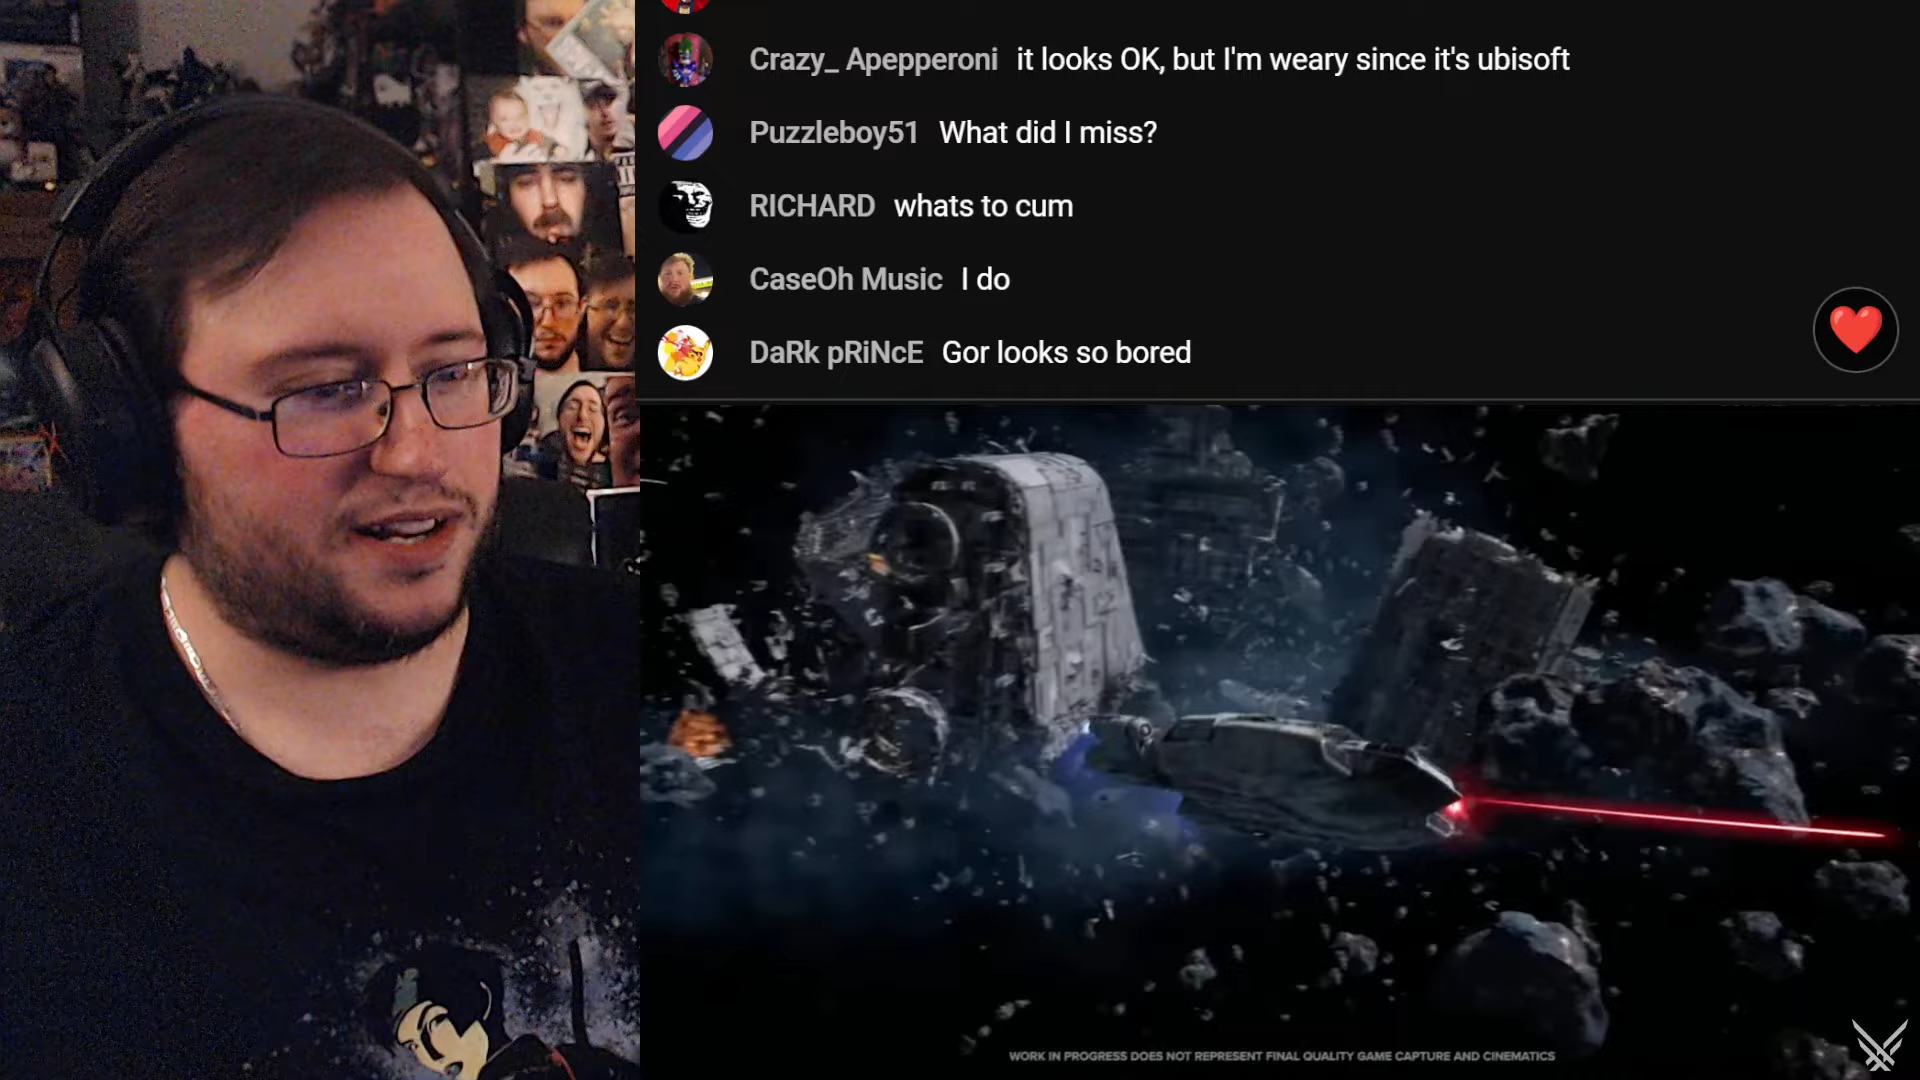 Crazy_ Apepperoni it looks OK, but I'm weary since it's ubisoft
Puzzleboy51 What did I miss?
RICHARD whats to cum
CaseOh Music I do
DaRk pRiNcE Gor looks so bored
WORK IN PROGRESS DOES NOT REPRESENT FINAL QUALITY GAME CAPTURE AND CINEMATICS